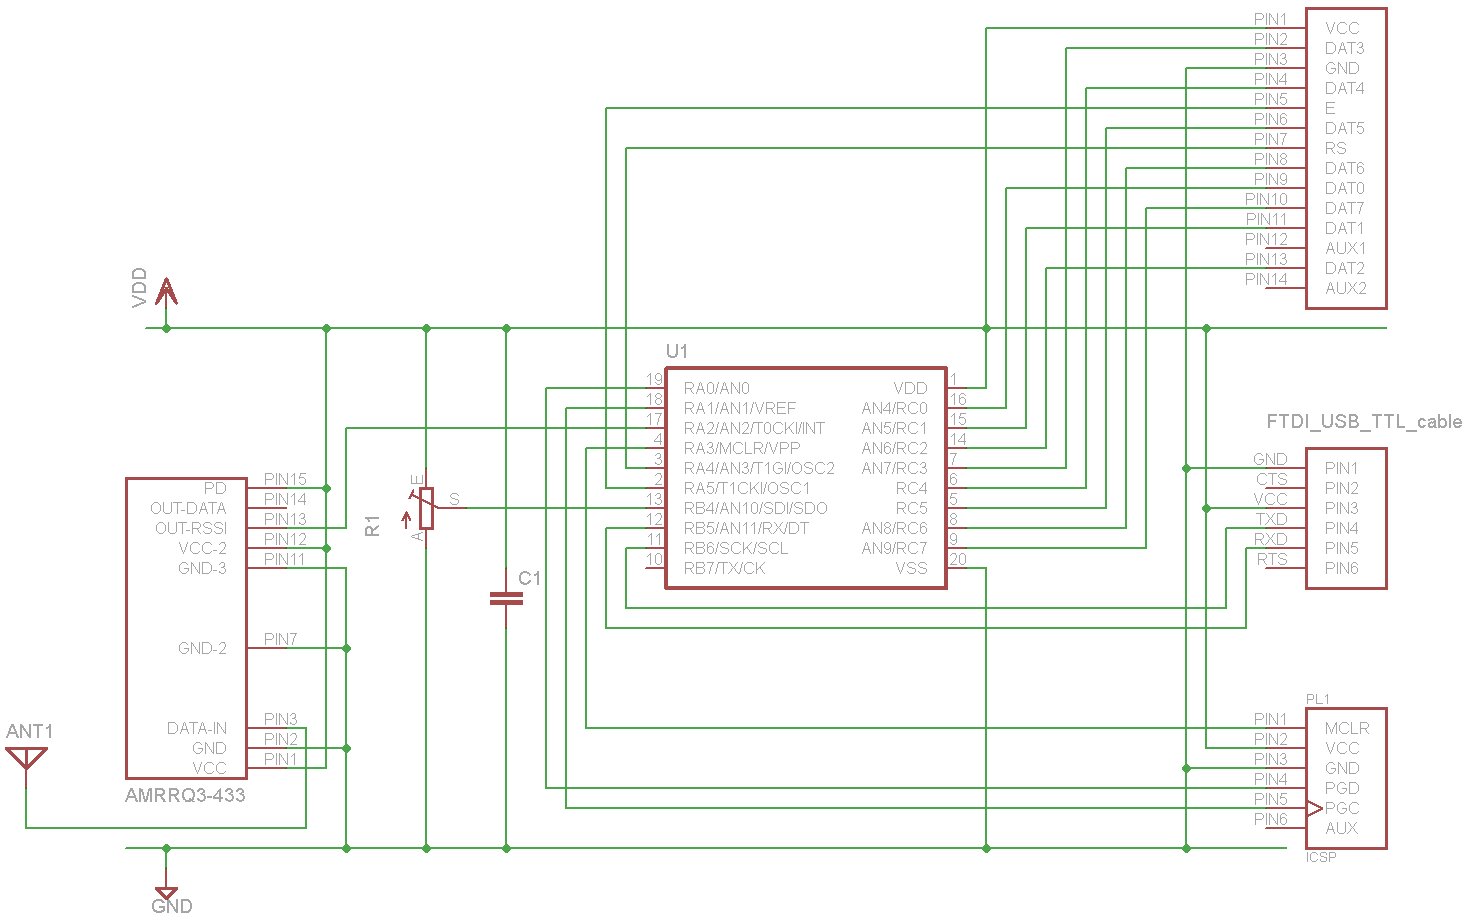 PIN1 VCC
PIN2 DAT3
PIN3 GND
PIN4 DAT4
PIN5 E
PIN6 DAT5
PIN7 RS
PIN8 DAT6
PIN9 DAT0
PIN10 DAT7
PIN11 DAT1
PIN12 AUX1
PIN13 DAT2
PIN14 AUX2
VDD
U1
19 RA0/AN0 VDD 1
18 RA1/AN1/VREF AN4/RC0 16
17 RA2/AN2/T0CKI/INT AN5/RC1 15
4 RA3/MCLR/VPP AN6/RC2 14
3 RA4/AN3/T1GI/OSC2 AN7/RC3 7
2 RA5/T1CKI/OSC1 RC4 6
13 RB4/AN10/SDI/SDO RC5 5
12 RB5/AN11/RX/DT AN8/RC6 8
11 RB6/SCK/SCL AN9/RC7 9
10 RB7/TX/CK VSS 20
FTDI_USB_TTL_cable
GND PIN1
CTS PIN2
VCC PIN3
TXD PIN4
RXD PIN5
RTS PIN6
PD PIN15
OUT-DATA PIN14
OUT-RSSI PIN13
VCC-2 PIN12
GND-3 PIN11
GND-2 PIN7
DATA-IN PIN3
GND PIN2
VCC PIN1
AMRRQ3-433
E
S
A
R1
C1
ANT1
PL1
PIN1 MCLR
PIN2 VCC
PIN3 GND
PIN4 PGD
PIN5 PGC
PIN6 AUX
ICSP
GND